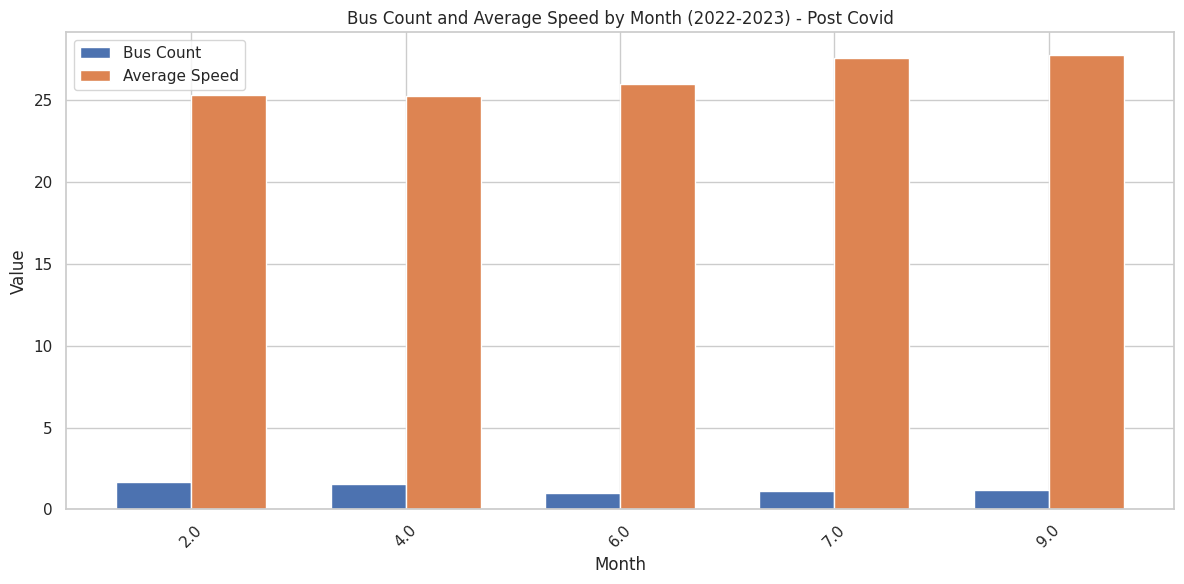 Bus Count and Average Speed by Month (2022-2023) - Post Covid
Bus Count
Average Speed
Value
25
20
15
10
5
0
2.0
4.0
6.0
7.0
9.0
Month